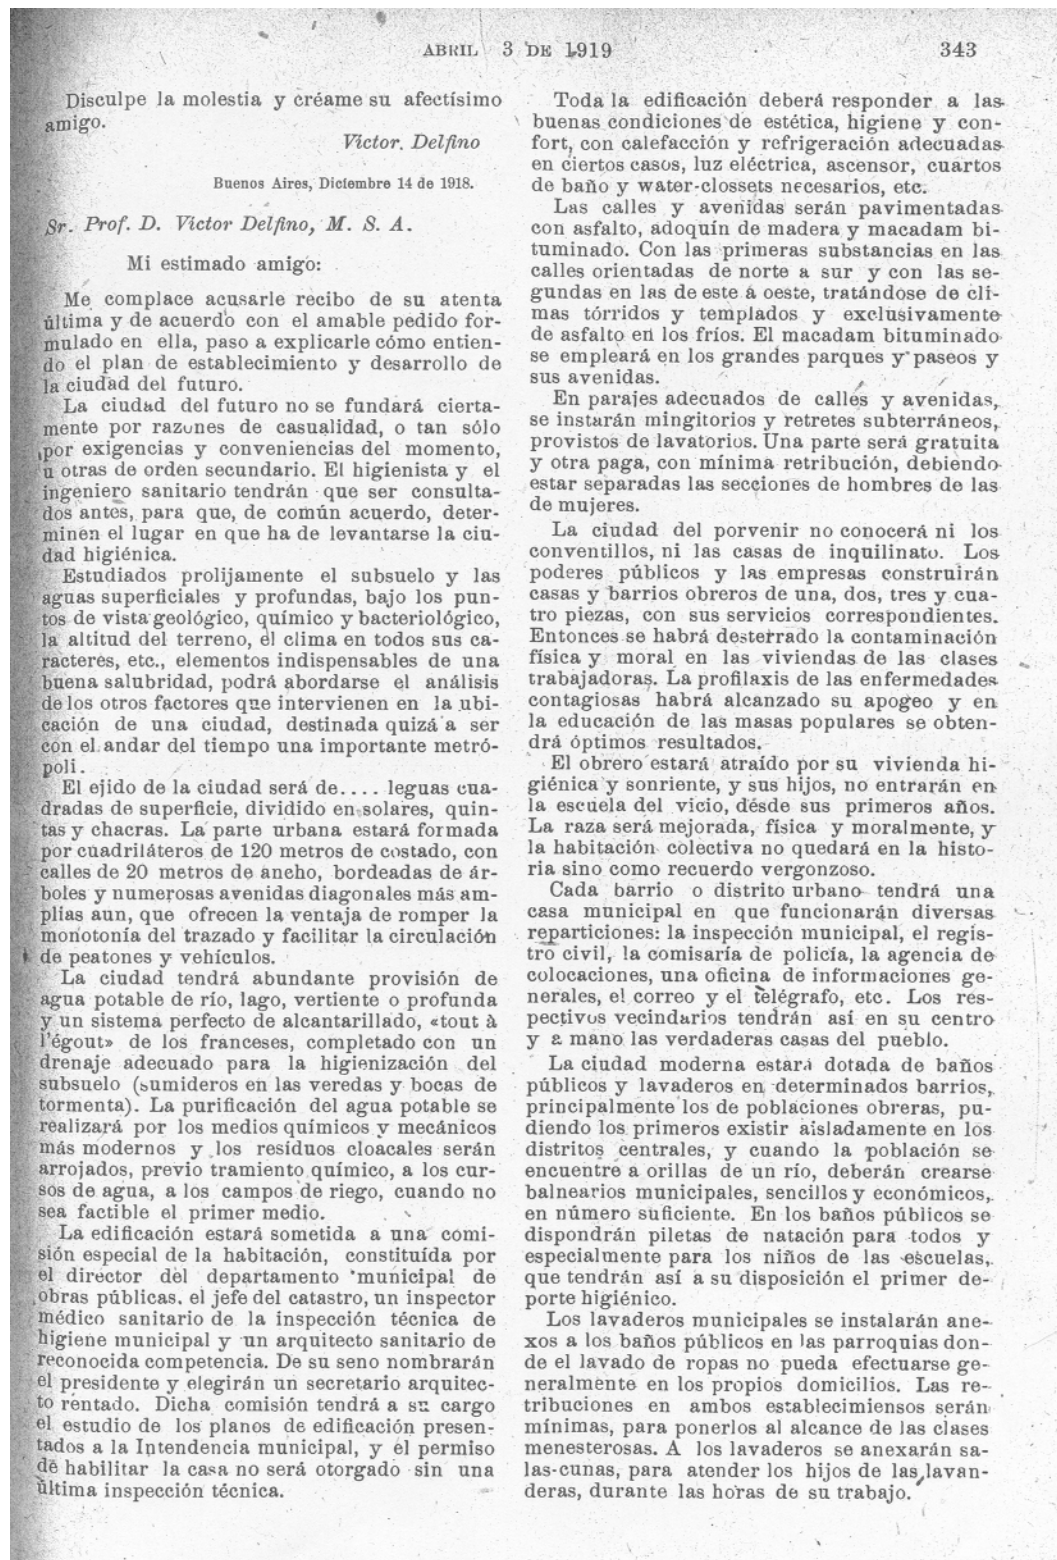 ABRIL 3 DE 1919 343
Disculpe la molestia y créame su afectísimo
amigo.
Victor. Delfino
Buenos Aires, Diciembre 14 de 1918.
Sr. Prof. D. Victor Delfino, M. S. A.
Mi estimado amigo:
Me complace acusarle recibo de su atenta
última y de acuerdo con el amable pedido for-
mulado en ella, paso a explicarle cómo entien-
do el plan de establecimiento y desarrollo de
la ciudad del futuro.
La ciudad del futuro no se fundará cierta-
mente por razones de casualidad, o tan sólo
por exigencias y conveniencias del momento,
u otras de orden secundario. El higienista y el
ingeniero sanitario tendrán que ser consulta-
dos antes, para que, de común acuerdo, deter-
minen el lugar en que ha de levantarse la ciu-
dad higiénica.
Estudiados prolijamente el subsuelo y las
aguas superficiales y profundas, bajo los pun-
tos de vista geológico, químico y bacteriológico,
la altitud del terreno, el clima en todos sus ca-
racteres, etc., elementos indispensables de una
buena salubridad, podrá abordarse el análisis
de los otros factores que intervienen en la ubi-
cación de una ciudad, destinada quizá a ser
con el andar del tiempo una importante metró-
poli.
El ejido de la ciudad será de.... leguas cua-
dradas de superficie, dividido en solares, quin-
tas y chacras. La parte urbana estará formada
por cuadriláteros de 120 metros de costado, con
calles de 20 metros de ancho, bordeadas de ár-
boles y numerosas avenidas diagonales más am-
plias aun, que ofrecen la ventaja de romper la
monotonía del trazado y facilitar la circulación
de peatones y vehículos.
La ciudad tendrá abundante provisión de
agua potable de río, lago, vertiente o profunda
y un sistema perfecto de alcantarillado, «tout à
l'égout» de los franceses, completado con un
drenaje adecuado para la higienización del
subsuelo (sumideros en las veredas y bocas de
tormenta). La purificación del agua potable se
realizará por los medios químicos y mecánicos
más modernos y los resíduos cloacales serán
arrojados, previo tramiento químico, a los cur-
sos de agua, a los campos de riego, cuando no
sea factible el primer medio.
La edificación estará sometida a una comi-
sión especial de la habitación, constituída por
el director del departamento municipal de
obras públicas. el jefe del catastro, un inspector
médico sanitario de la inspección técnica de
higiene municipal y un arquitecto sanitario de
reconocida competencia. De su seno nombrarán
el presidente y elegirán un secretario arquitec-
to rentado. Dicha comisión tendrá a su cargo
el estudio de los planos de edificación presen-
tados a la Intendencia municipal, y el permiso
de habilitar la casa no será otorgado sin una
última inspección técnica.
Toda la edificación deberá responder a las
buenas condiciones de estética, higiene y con-
fort, con calefacción y refrigeración adecuadas
en ciertos casos, luz eléctrica, ascensor, cuartos
de baño y water-clossets necesarios, etc.
Las calles y avenidas serán pavimentadas
con asfalto, adoquín de madera y macadam bi-
tuminado. Con las primeras substancias en las
calles orientadas de norte a sur y con las se-
gundas en las de este á oeste, tratándose de cli-
mas tórridos y templados y exclusivamente
de asfalto en los fríos. El macadam bituminado
se empleará en los grandes parques y paseos y
sus avenidas.
En parajes adecuados de calles y avenidas,
se instarán mingitorios y retretes subterráneos,
provistos de lavatorios. Una parte será gratuita
y otra paga, con mínima retribución, debiendo
estar separadas las secciones de hombres de las
de mujeres.
La ciudad del porvenir no conocerá ni los
conventillos, ni las casas de inquilinato. Los
poderes públicos y las empresas construirán
casas y barrios obreros de una, dos, tres y cua-
tro piezas, con sus servicios correspondientes.
Entonces se habrá desterrado la contaminación
física y moral en las viviendas de las clases
trabajadoras. La profilaxis de las enfermedades
contagiosas habrá alcanzado su apogeo y en
la educación de las masas populares se obten-
drá óptimos resultados.
El obrero estará atraído por su vivienda hi-
giénica y sonriente, y sus hijos, no entrarán en
la escuela del vicio, desde sus primeros años.
La raza será mejorada, física y moralmente, y
la habitación colectiva no quedará en la histo-
ria sino como recuerdo vergonzoso.
Cada barrio o distrito urbano tendrá una
casa municipal en que funcionarán diversas
reparticiones: la inspección municipal, el regis-
tro civil, la comisaría de policía, la agencia de
colocaciones, una oficina de informaciones ge-
nerales, el correo y el telégrafo, etc. Los res-
pectivos vecindarios tendrán así en su centro
y a mano las verdaderas casas del pueblo.
La ciudad moderna estará dotada de baños
públicos y lavaderos en determinados barrios,
principalmente los de poblaciones obreras, pu-
diendo los primeros existir aisladamente en los
distritos centrales, y cuando la población se
encuentre a orillas de un río, deberán crearse
balnearios municipales, sencillos y económicos,
en número suficiente. En los baños públicos se
dispondrán piletas de natación para todos y
especialmente para los niños de las escuelas,
que tendrán así a su disposición el primer de-
porte higiénico.
Los lavaderos municipales se instalarán ane-
xos a los baños públicos en las parroquias don-
de el lavado de ropas no pueda efectuarse ge-
neralmente en los propios domicilios. Las re-
tribuciones en ambos establecimiensos serán
mínimas, para ponerlos al alcance de las clases
menesterosas. A los lavaderos se anexarán sa-
las-cunas, para atender los hijos de las lavan-
deras, durante las horas de su trabajo.